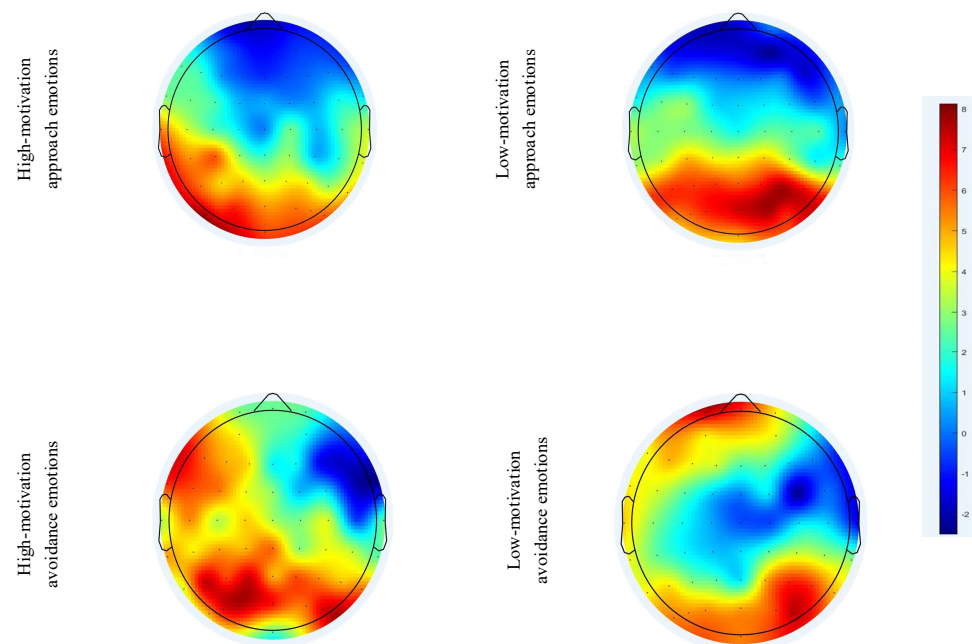 High-motivation
approach emotions
Low-motivation
approach emotions
8
7
6
5
4
3
2
1
0
-1
-2
High-motivation
avoidance emotions
Low-motivation
avoidance emotions